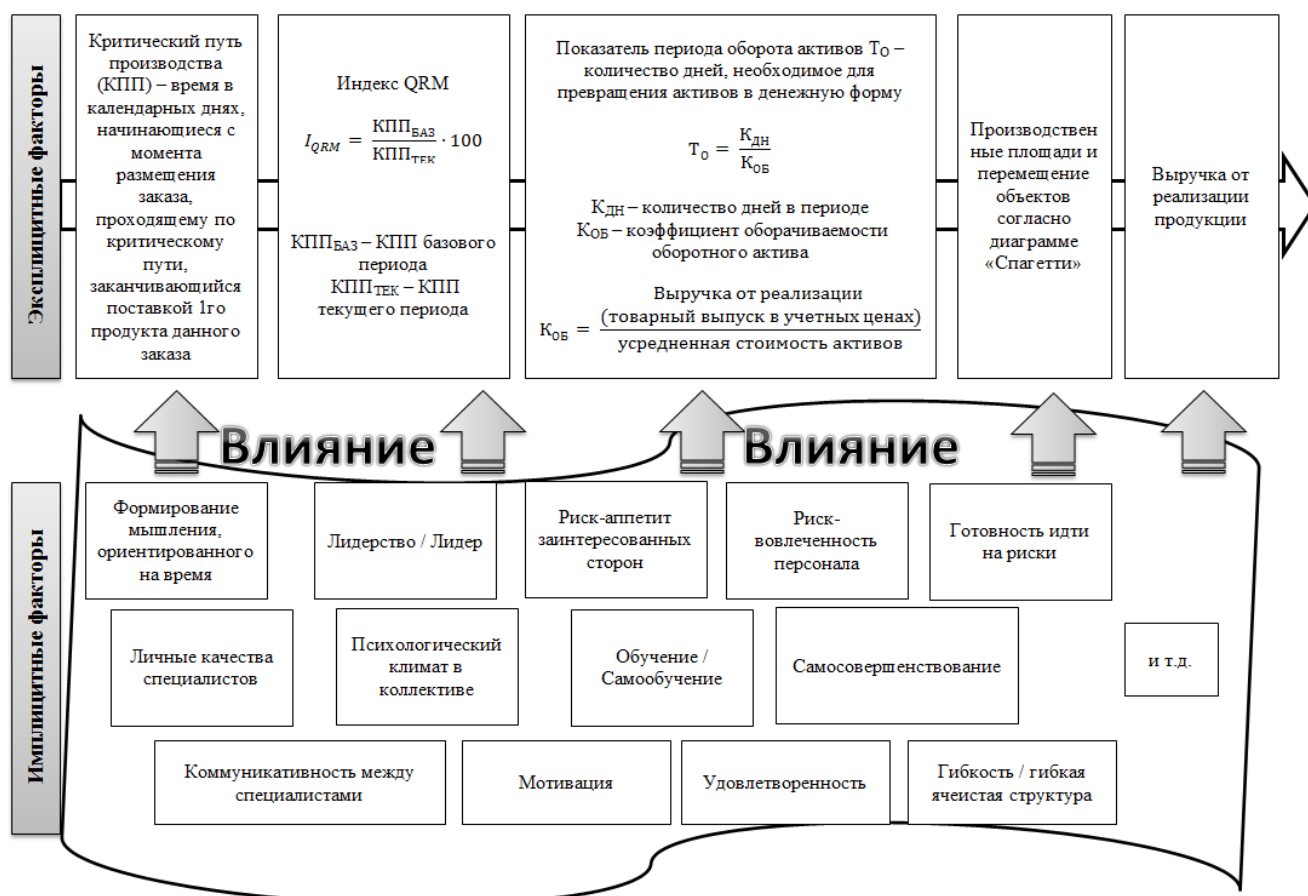 Эксплицитные факторы
Критический путь
производства
(КПП) – время в
календарных днях,
начинающиеся с
момента
размещения
заказа,
проходящему по
критическому
пути,
заканчивающийся
поставкой 1го
продукта данного
заказа
Индекс QRM
I_QRM = КПП_БАЗ / КПП_ТЕК · 100
КПП_БАЗ – КПП базового
периода
КПП_ТЕК – КПП
текущего периода
Показатель периода оборота активов Т_О –
количество дней, необходимое для
превращения активов в денежную форму
Т_О = К_ДН / К_ОБ
К_ДН – количество дней в периоде
К_ОБ – коэффициент оборачиваемости
оборотного актива
Выручка от реализации
К_ОБ = (товарный выпуск в учетных ценах) /
усредненная стоимость активов
Производствен
ные площади и
перемещение
объектов
согласно
диаграмме
«Спагетти»
Выручка от
реализации
продукции
Влияние
Влияние
Имплицитные факторы
Формирование
мышления,
ориентированного
на время
Лидерство / Лидер
Риск-аппетит
заинтересованных
сторон
Риск-
вовлеченность
персонала
Готовность идти
на риски
Личные качества
специалистов
Психологический
климат в
коллективе
Обучение /
Самообучение
Самосовершенствование
и т.д.
Коммуникативность между
специалистами
Мотивация
Удовлетворенность
Гибкость / гибкая
ячеистая структура